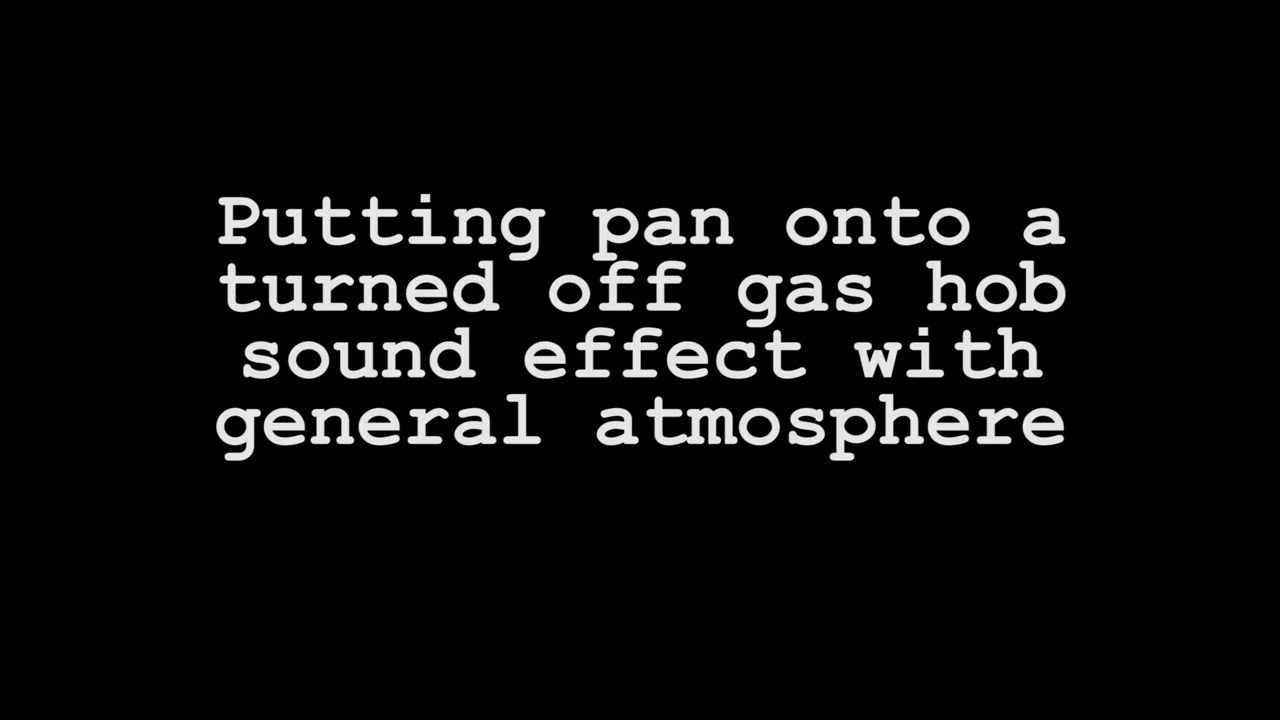 Putting pan onto a
turned off gas hob
sound effect with
general atmosphere